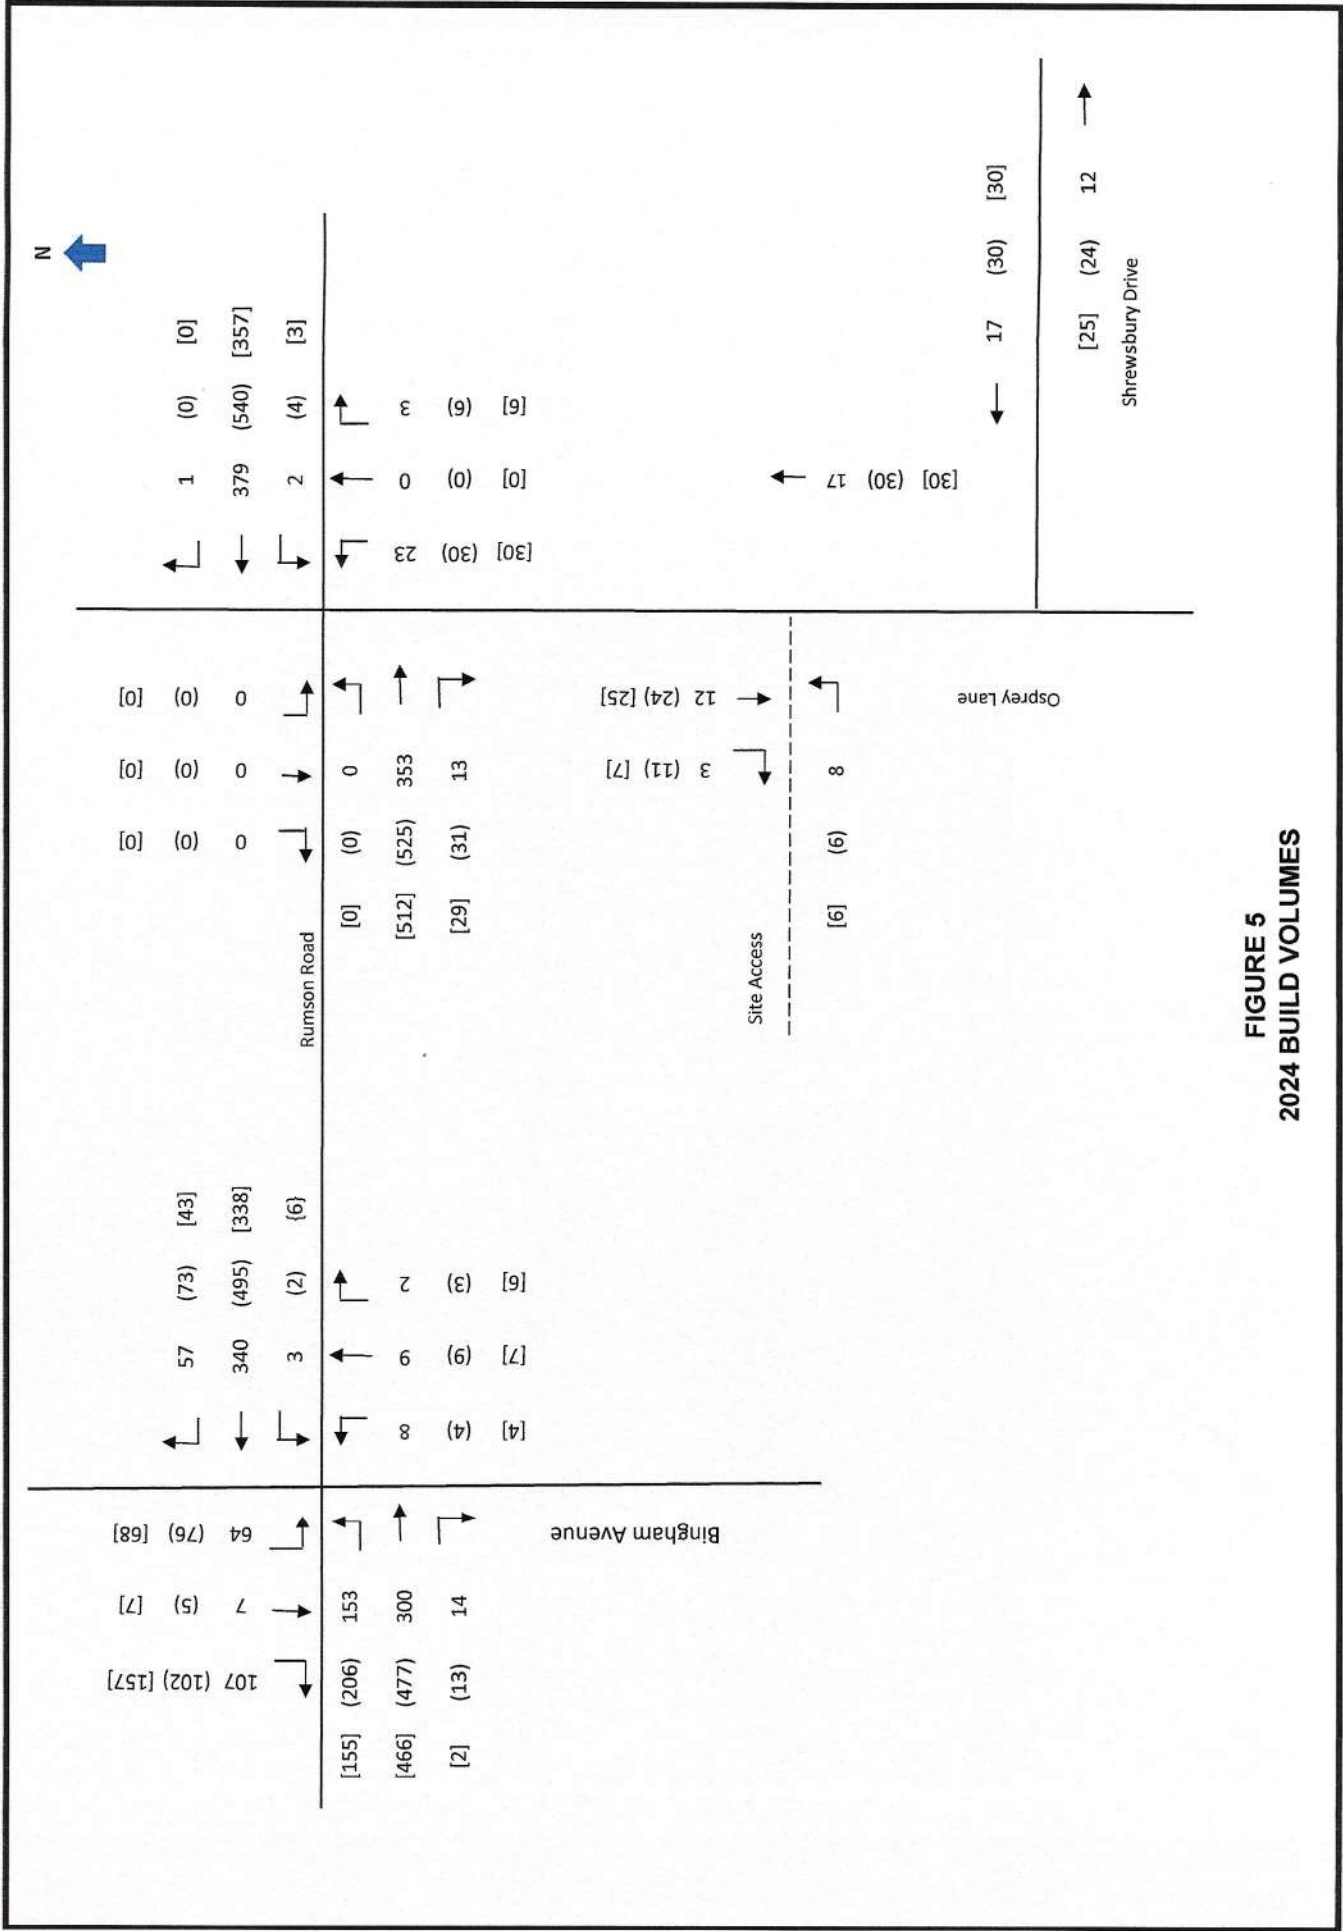 N
[157] (102) 107
[7] (5) 7
[68] (76) 64
57 (73) [43]
340 (495) [338]
3 (2) {6}
[0] (0) 0
[0] (0) 0
[0] (0) 0
1 (0) [0]
379 (540) [357]
2 (4) [3]
Rumson Road
[155] (206) 153
[466] (477) 300
[2] (13) 14
8 (4) [4]
9 (9) [7]
2 (3) [6]
[0] (0) 0
[512] (525) 353
[29] (31) 13
23 (30) [30]
0 (0) [0]
3 (6) [6]
Bingham Avenue
3 (11) [7]
12 (24) [25]
Site Access
[6] (6) 8
17 (30) [30]
Osprey Lane
17 (30) [30]
[25] (24) 12
Shrewsbury Drive
FIGURE 5
2024 BUILD VOLUMES